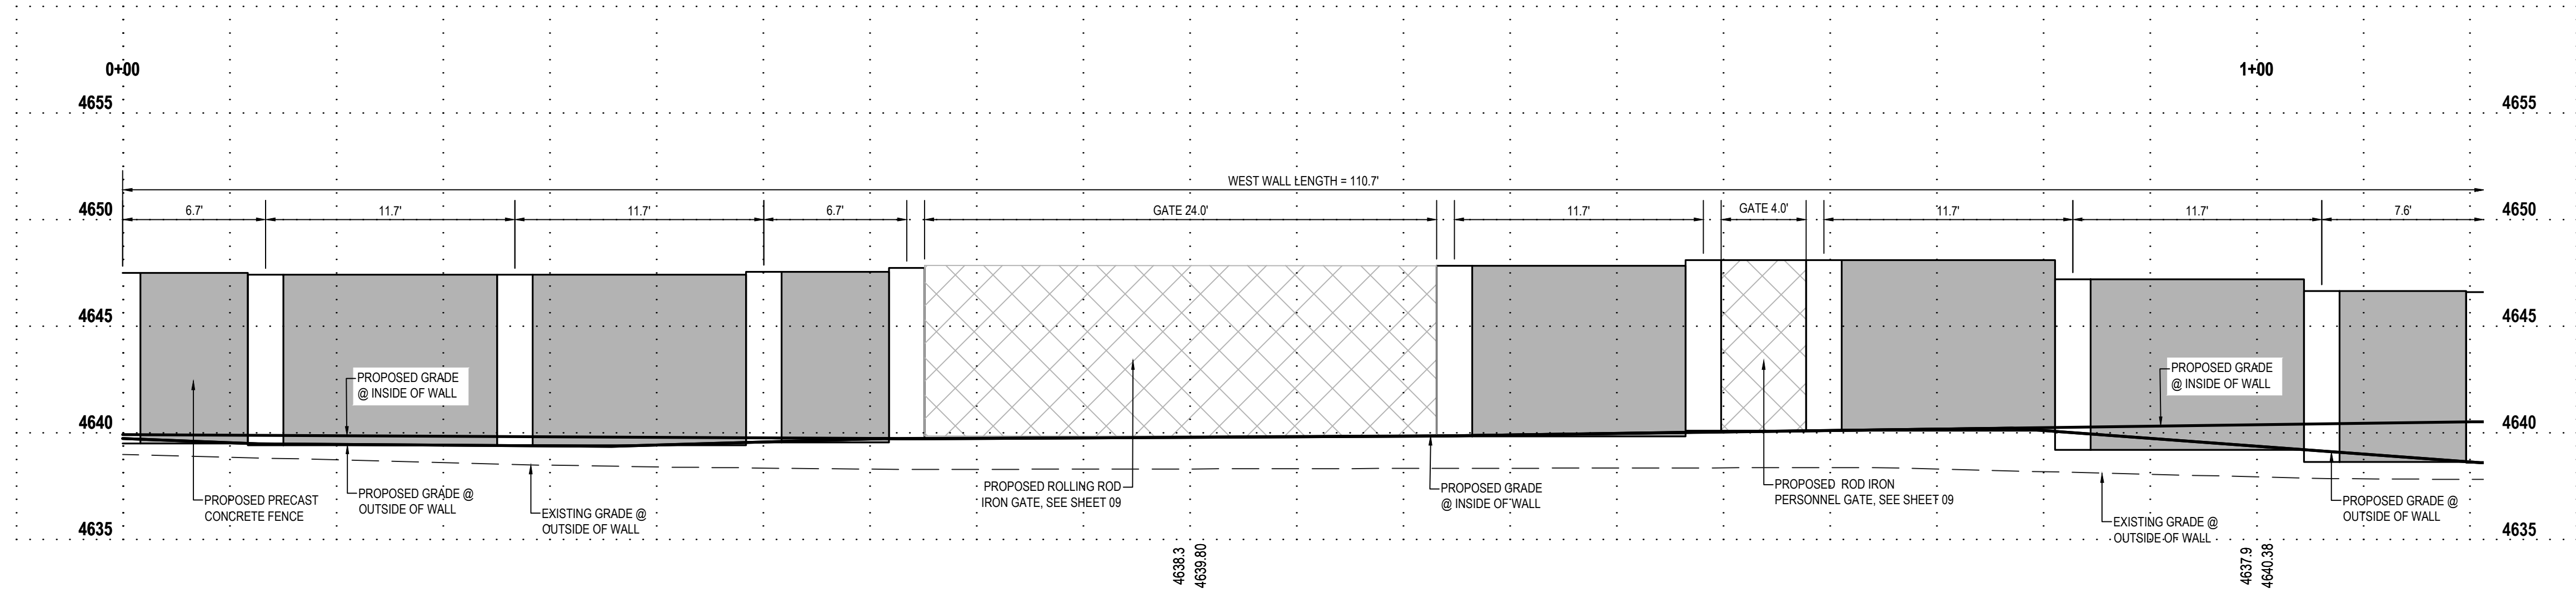 0+00
1+00
4655
4655
WEST WALL LENGTH = 110.7'
4650
6.7'
11.7'
11.7'
6.7'
GATE 24.0'
11.7'
GATE 4.0'
11.7'
11.7'
7.6'
4650
4645
4645
PROPOSED GRADE
@ INSIDE OF WALL
PROPOSED GRADE
@ INSIDE OF WALL
4640
4640
PROPOSED PRECAST
CONCRETE FENCE
PROPOSED GRADE @
OUTSIDE OF WALL
EXISTING GRADE @
OUTSIDE OF WALL
PROPOSED ROLLING ROD
IRON GATE, SEE SHEET 09
PROPOSED GRADE
@ INSIDE OF WALL
PROPOSED ROD IRON
PERSONNEL GATE, SEE SHEET 09
EXISTING GRADE @
OUTSIDE OF WALL
PROPOSED GRADE @
OUTSIDE OF WALL
4635
4635
4638.3
4639.80
4637.9
4640.38